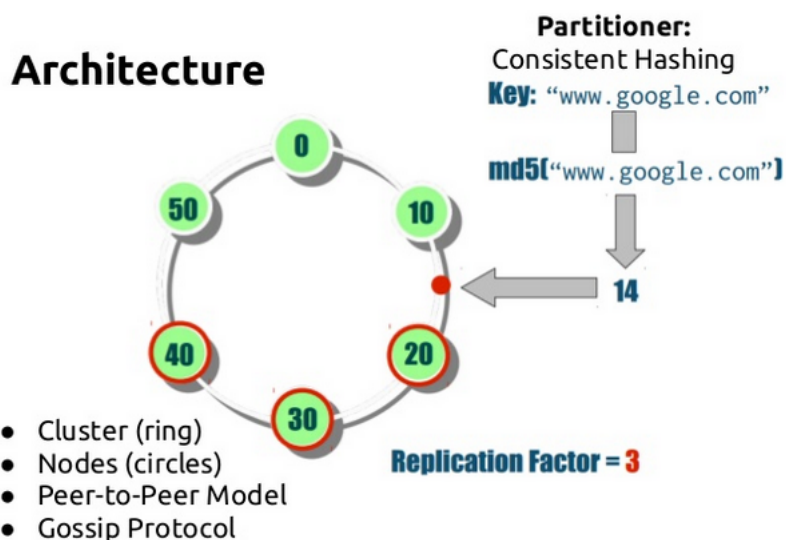 Architecture
Partitioner:
Consistent Hashing
Key: “www.google.com”
md5(“www.google.com”)
14
0
10
20
30
40
50
Replication Factor = 3
● Cluster (ring)
● Nodes (circles)
● Peer-to-Peer Model
● Gossip Protocol